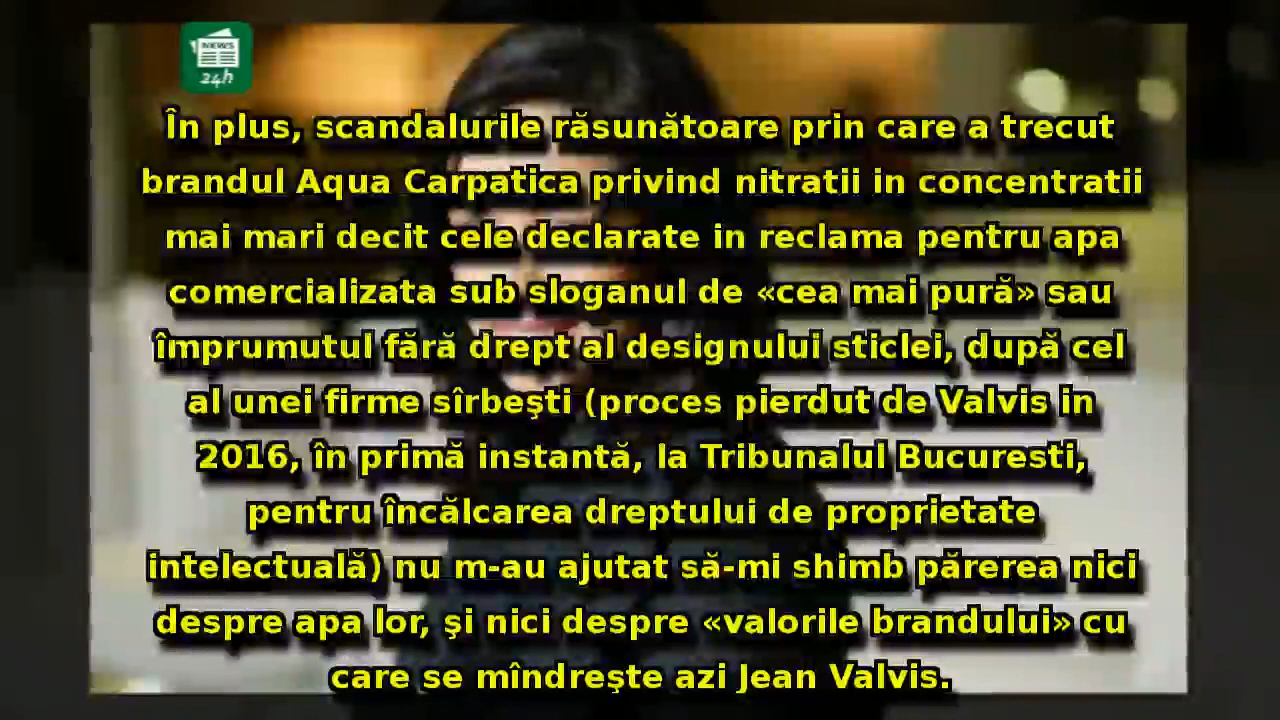 24h
În plus, scandalurile răsunătoare prin care a trecut
brandul Aqua Carpatica privind nitratii in concentratii
mai mari decit cele declarate in reclama pentru apa
comercializata sub sloganul de «cea mai pură» sau
împrumutul fără drept al designului sticlei, după cel
al unei firme sîrbeşti (proces pierdut de Valvis in
2016, în primă instantă, la Tribunalul Bucuresti,
pentru încălcarea dreptului de proprietate
intelectuală) nu m-au ajutat să-mi shimb părerea nici
despre apa lor, şi nici despre «valorile brandului» cu
care se mîndreşte azi Jean Valvis.